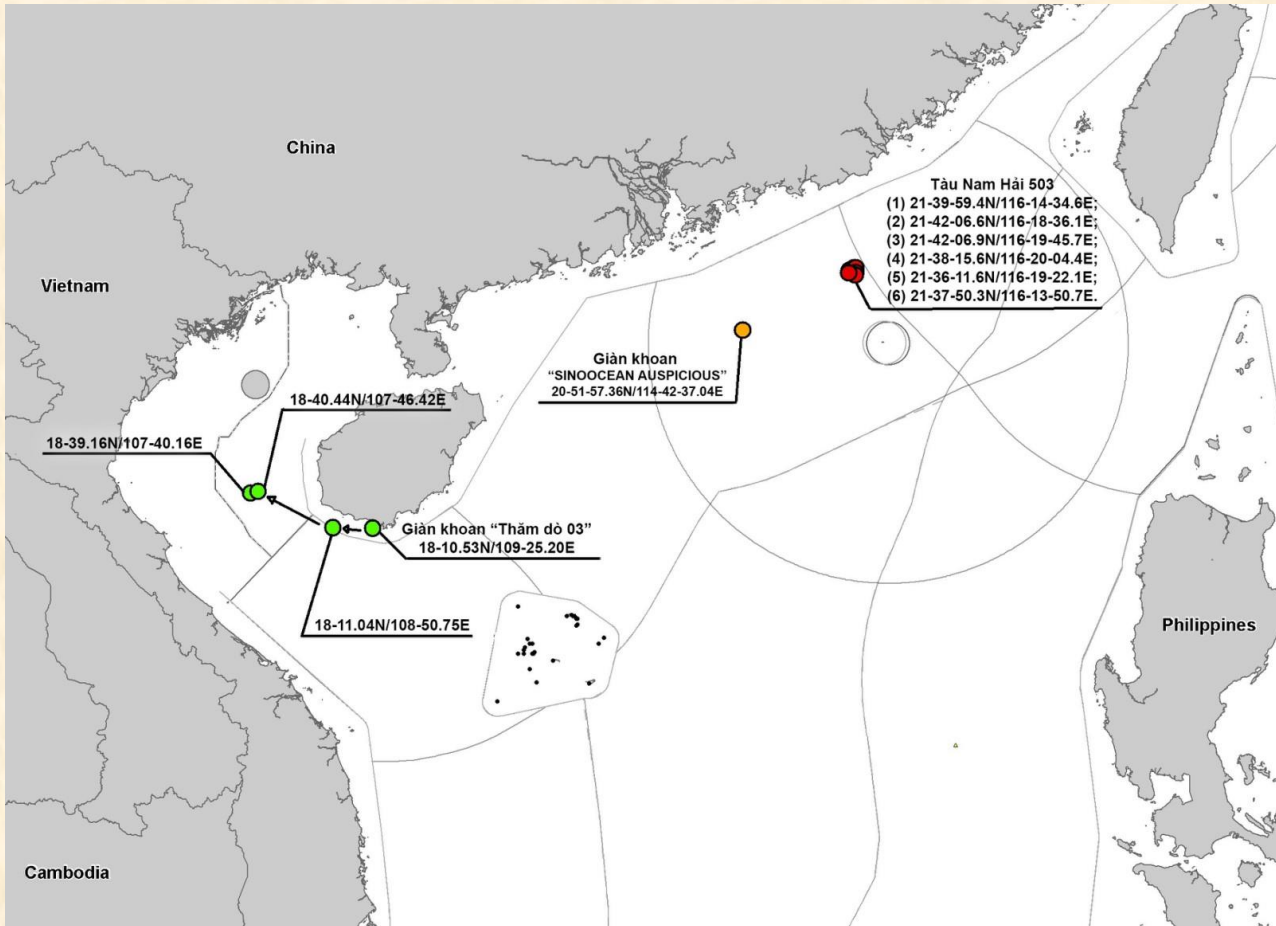 China
Tàu Nam Hải 503
(1) 21-39-59.4N/116-14-34.6E;
(2) 21-42-06.6N/116-18-36.1E;
(3) 21-42-06.9N/116-19-45.7E;
(4) 21-38-15.6N/116-20-04.4E;
(5) 21-36-11.6N/116-19-22.1E;
(6) 21-37-50.3N/116-13-50.7E.
Vietnam
Giàn khoan
“SINOOCEAN AUSPICIOUS”
20-51-57.36N/114-42-37.04E
18-40.44N/107-46.42E
18-39.16N/107-40.16E
Giàn khoan “Thăm dò 03”
18-10.53N/109-25.20E
18-11.04N/108-50.75E
Philippines
Cambodia